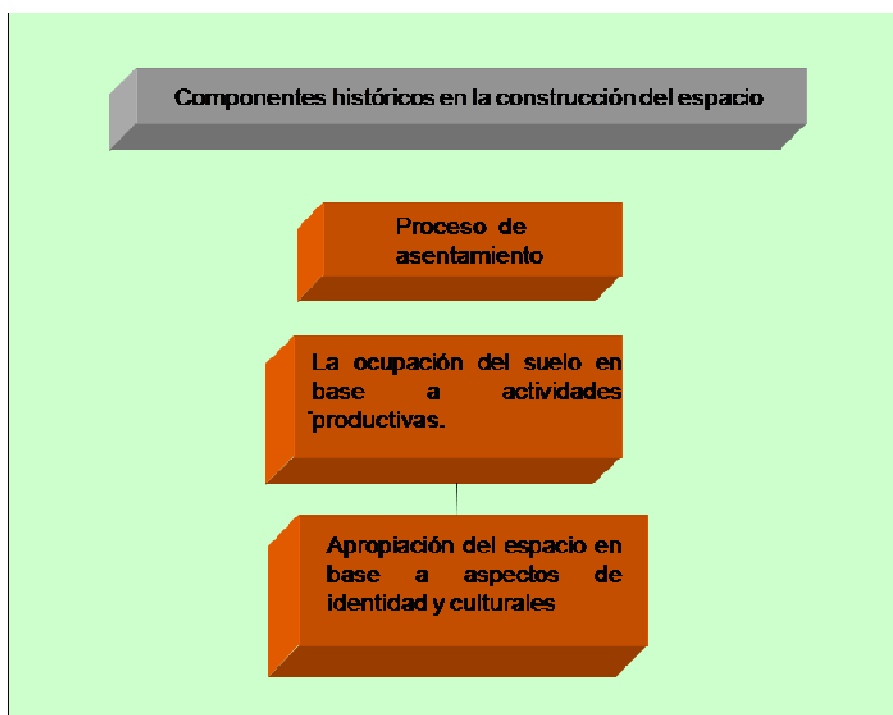 Componentes históricos en la construcción del espacio
Proceso de
asentamiento
La ocupación del suelo en
base a actividades
productivas.
Apropiación del espacio en
base a aspectos de
identidad y culturales